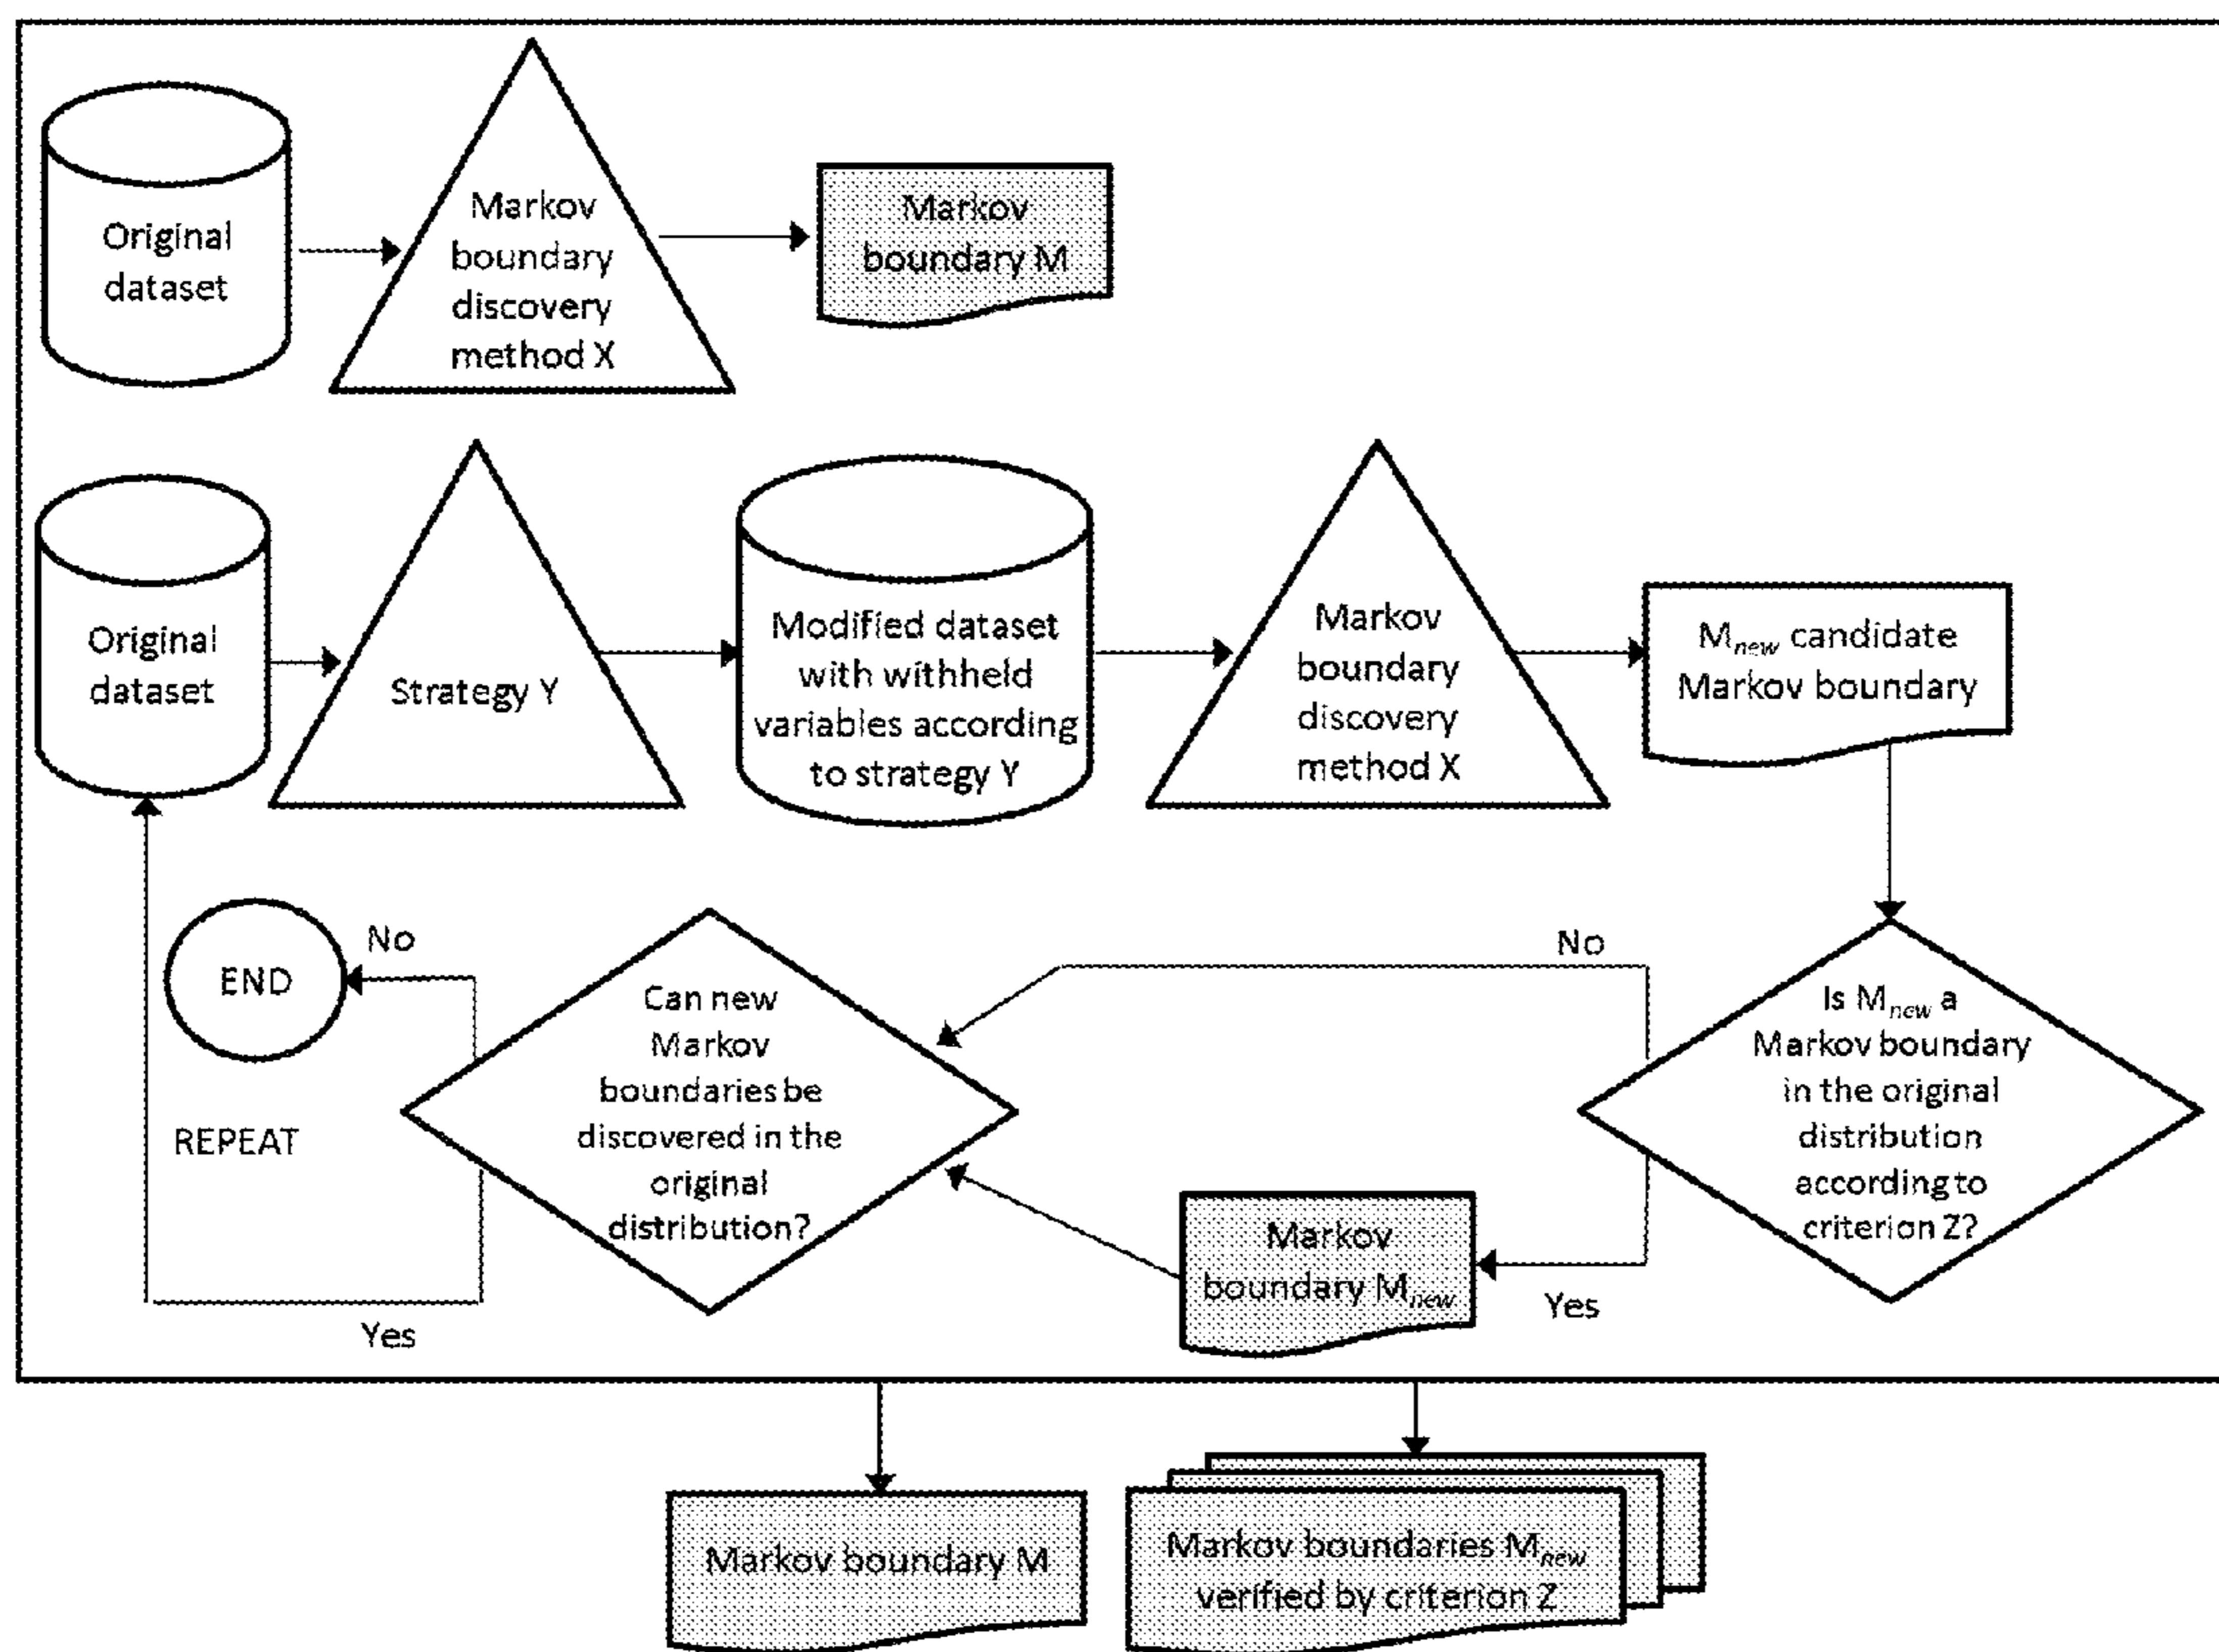 Original
dataset
Markov
boundary
discovery
method X
Markov
boundary M
Original
dataset
Strategy Y
Modified dataset
with withheld
variables according
to strategy Y
Markov
boundary
discovery
method X
Mnew candidate
Markov boundary
END
No
REPEAT
Yes
Can new
Markov
boundaries be
discovered in the
original
distribution?
No
Is Mnew a
Markov boundary
in the original
distribution
according to
criterion Z?
Yes
Markov
boundary Mnew
Markov boundary M
Markov boundaries Mnew
verified by criterion Z